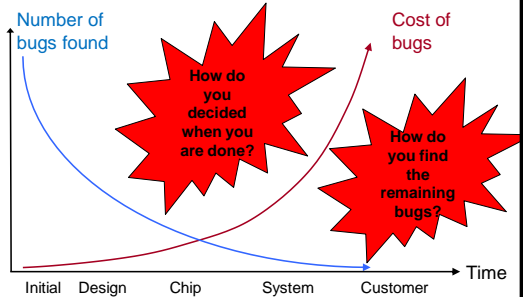 Number of
bugs found
Cost of
bugs
How do
you
decided
when you
are done?
How do
you find
the
remaining
bugs?
Time
Initial Design Chip System Customer